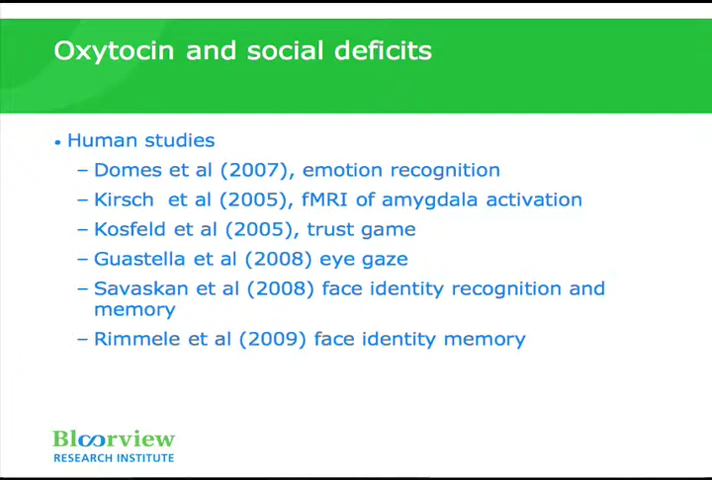 Oxytocin and social deficits
• Human studies
– Domes et al (2007), emotion recognition
– Kirsch et al (2005), fMRI of amygdala activation
– Kosfeld et al (2005), trust game
– Guastella et al (2008) eye gaze
– Savaskan et al (2008) face identity recognition and
memory
– Rimmele et al (2009) face identity memory
Bloorview
RESEARCH INSTITUTE